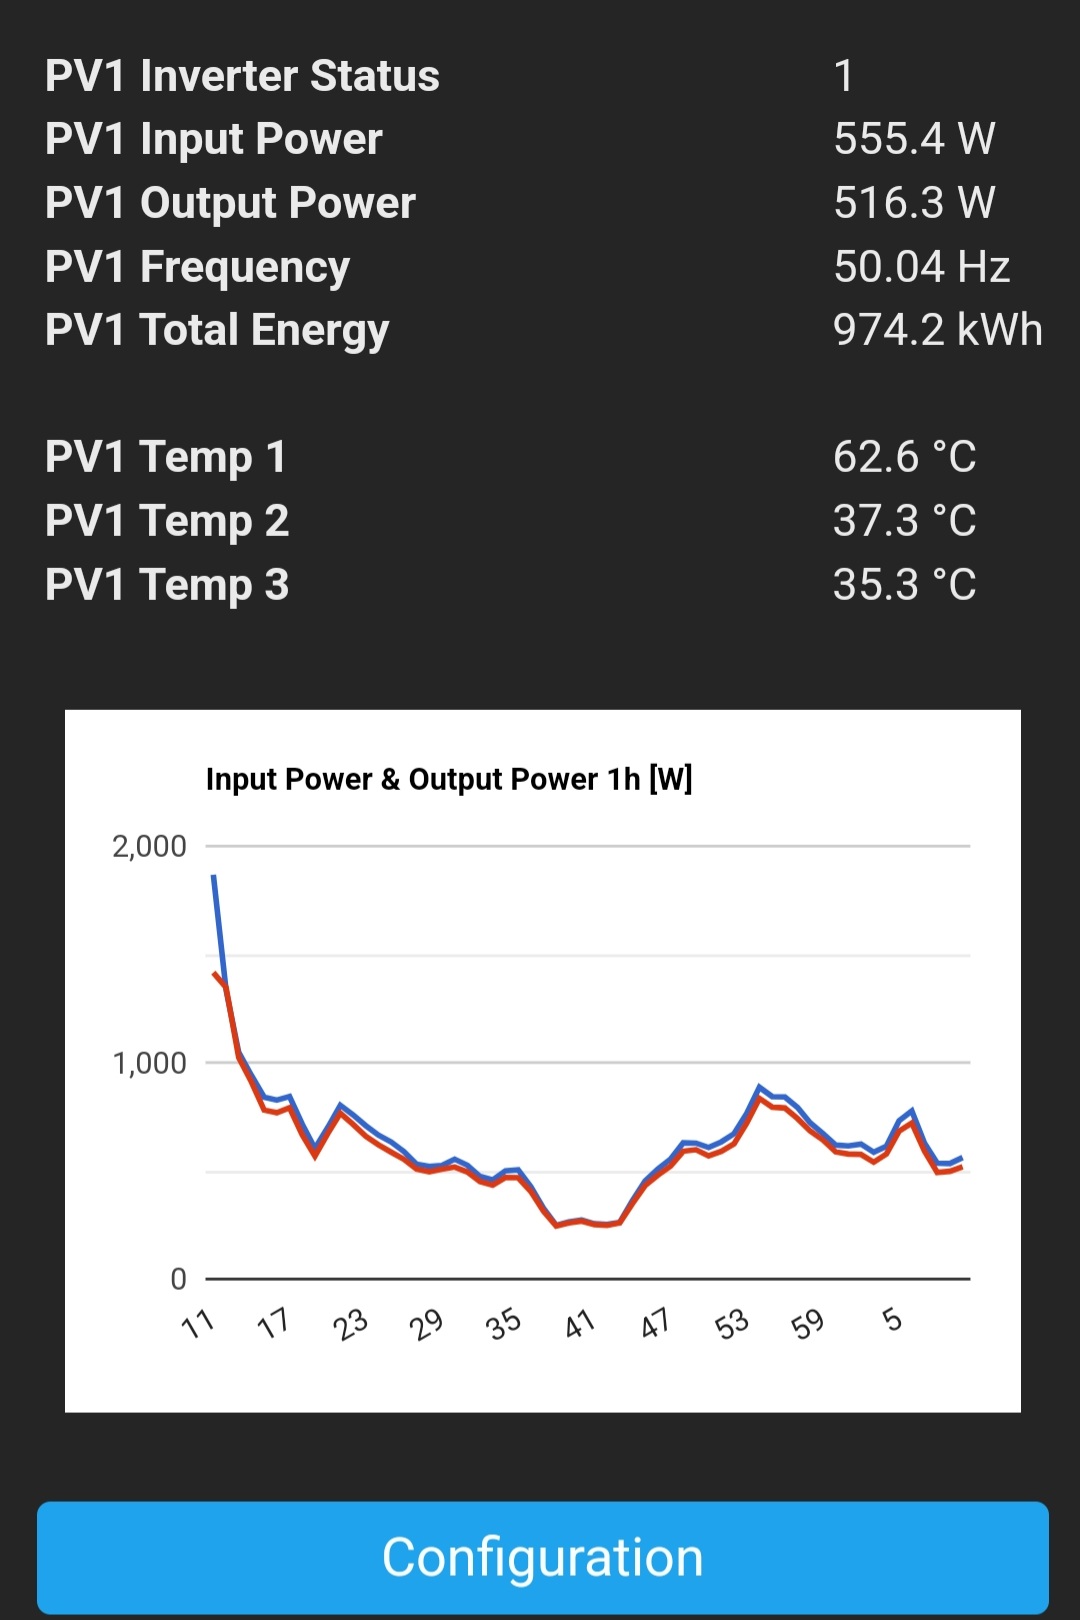 PV1 Inverter Status 1
PV1 Input Power 555.4 W
PV1 Output Power 516.3 W
PV1 Frequency 50.04 Hz
PV1 Total Energy 974.2 kWh
PV1 Temp 1 62.6 °C
PV1 Temp 2 37.3 °C
PV1 Temp 3 35.3 °C
Input Power & Output Power 1h [W]
2,000
1,000
0
11 17 23 29 35 41 47 53 59 5
Configuration